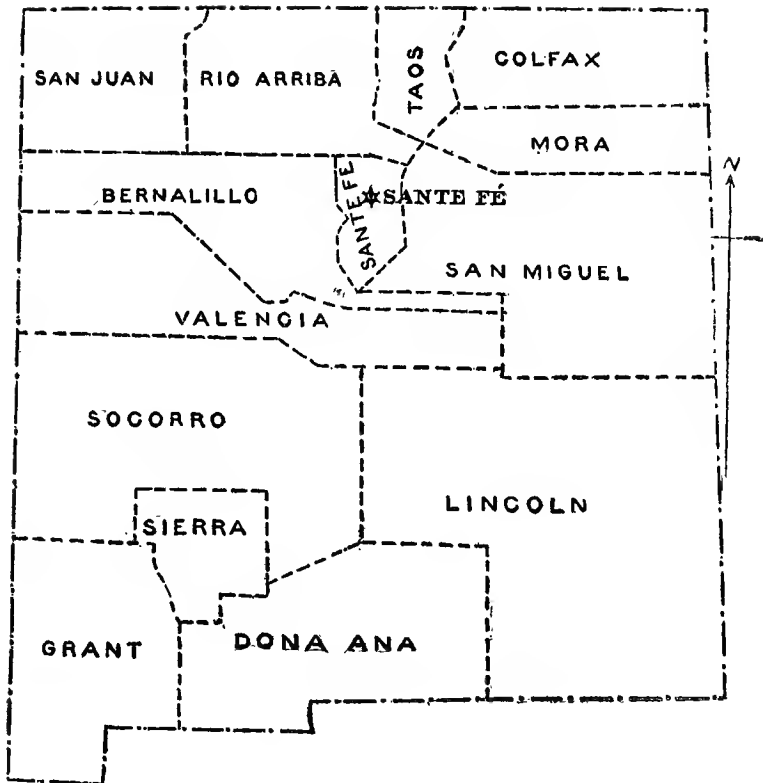 SAN JUAN
RIO ARRIBA
TAOS
COLFAX
MORA
N
BERNALILLO
SANTE FE
SANTE FÉ
SAN MIGUEL
VALENCIA
SOCORRO
SIERRA
LINCOLN
GRANT
DONA ANA